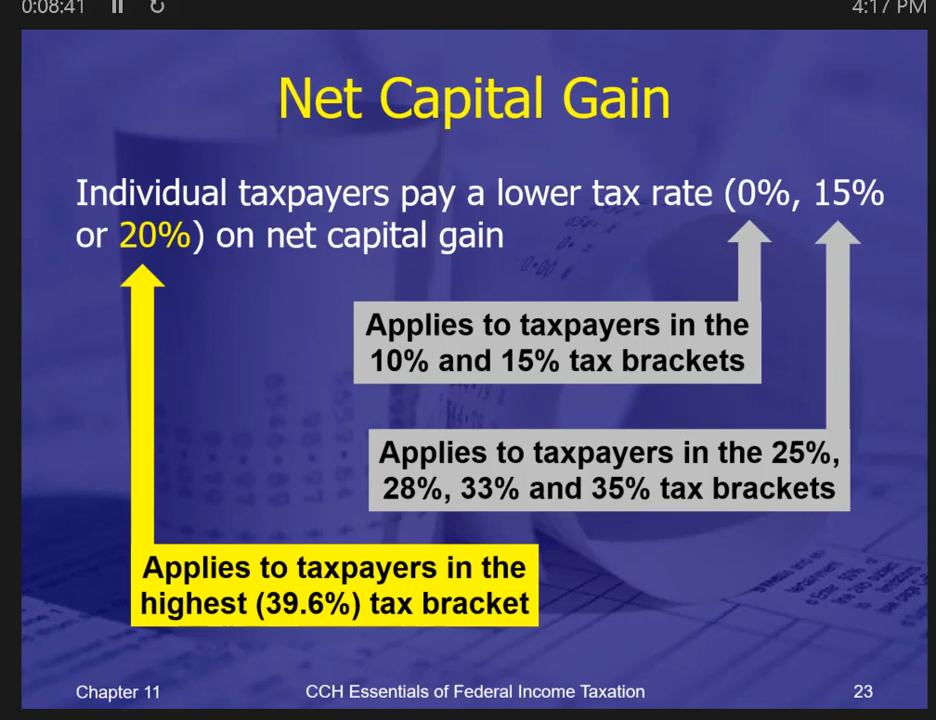 0:08:41
4:17 PM
Net Capital Gain
Individual taxpayers pay a lower tax rate (0%, 15%
or 20%) on net capital gain
Applies to taxpayers in the
10% and 15% tax brackets
Applies to taxpayers in the 25%,
28%, 33% and 35% tax brackets
Applies to taxpayers in the
highest (39.6%) tax bracket
Chapter 11
CCH Essentials of Federal Income Taxation
23